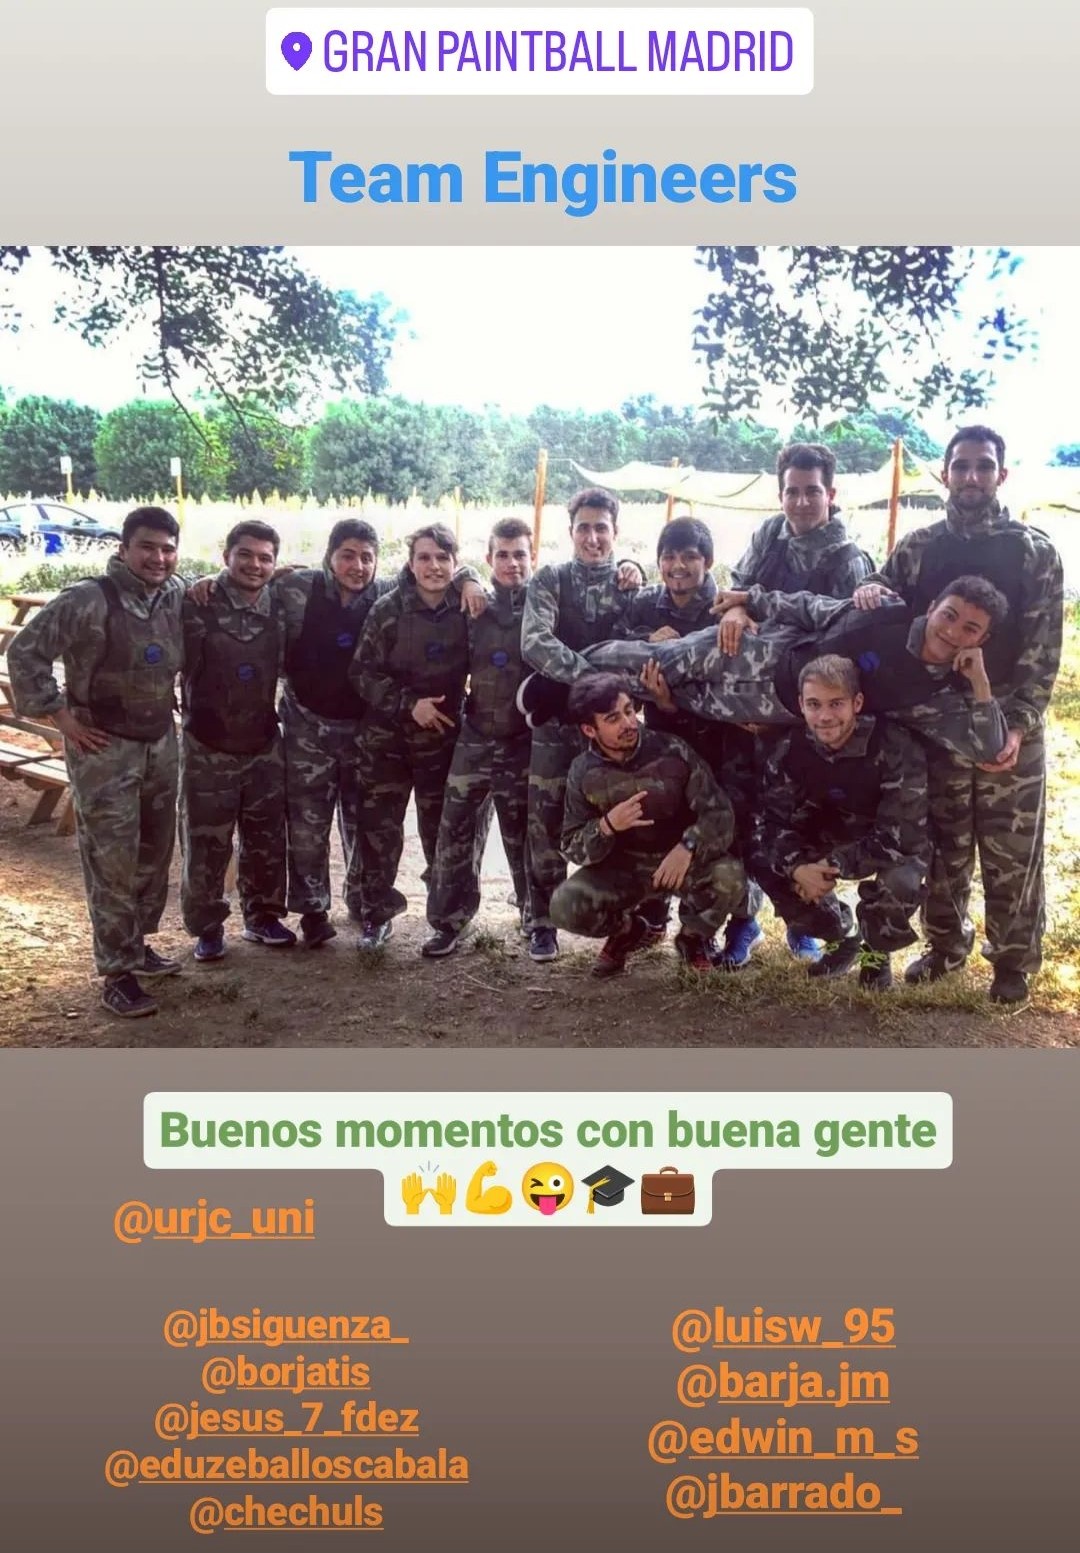 GRAN PAINTBALL MADRID
Team Engineers
Buenos momentos con buena gente
🙌💪😜🎓💼
@urjc_uni
@jbsiguenza_
@borjatis
@jesus_7_fdez
@eduzeballoscabala
@chechuls
@luisw_95
@barja.jm
@edwin_m_s
@jbarrado_